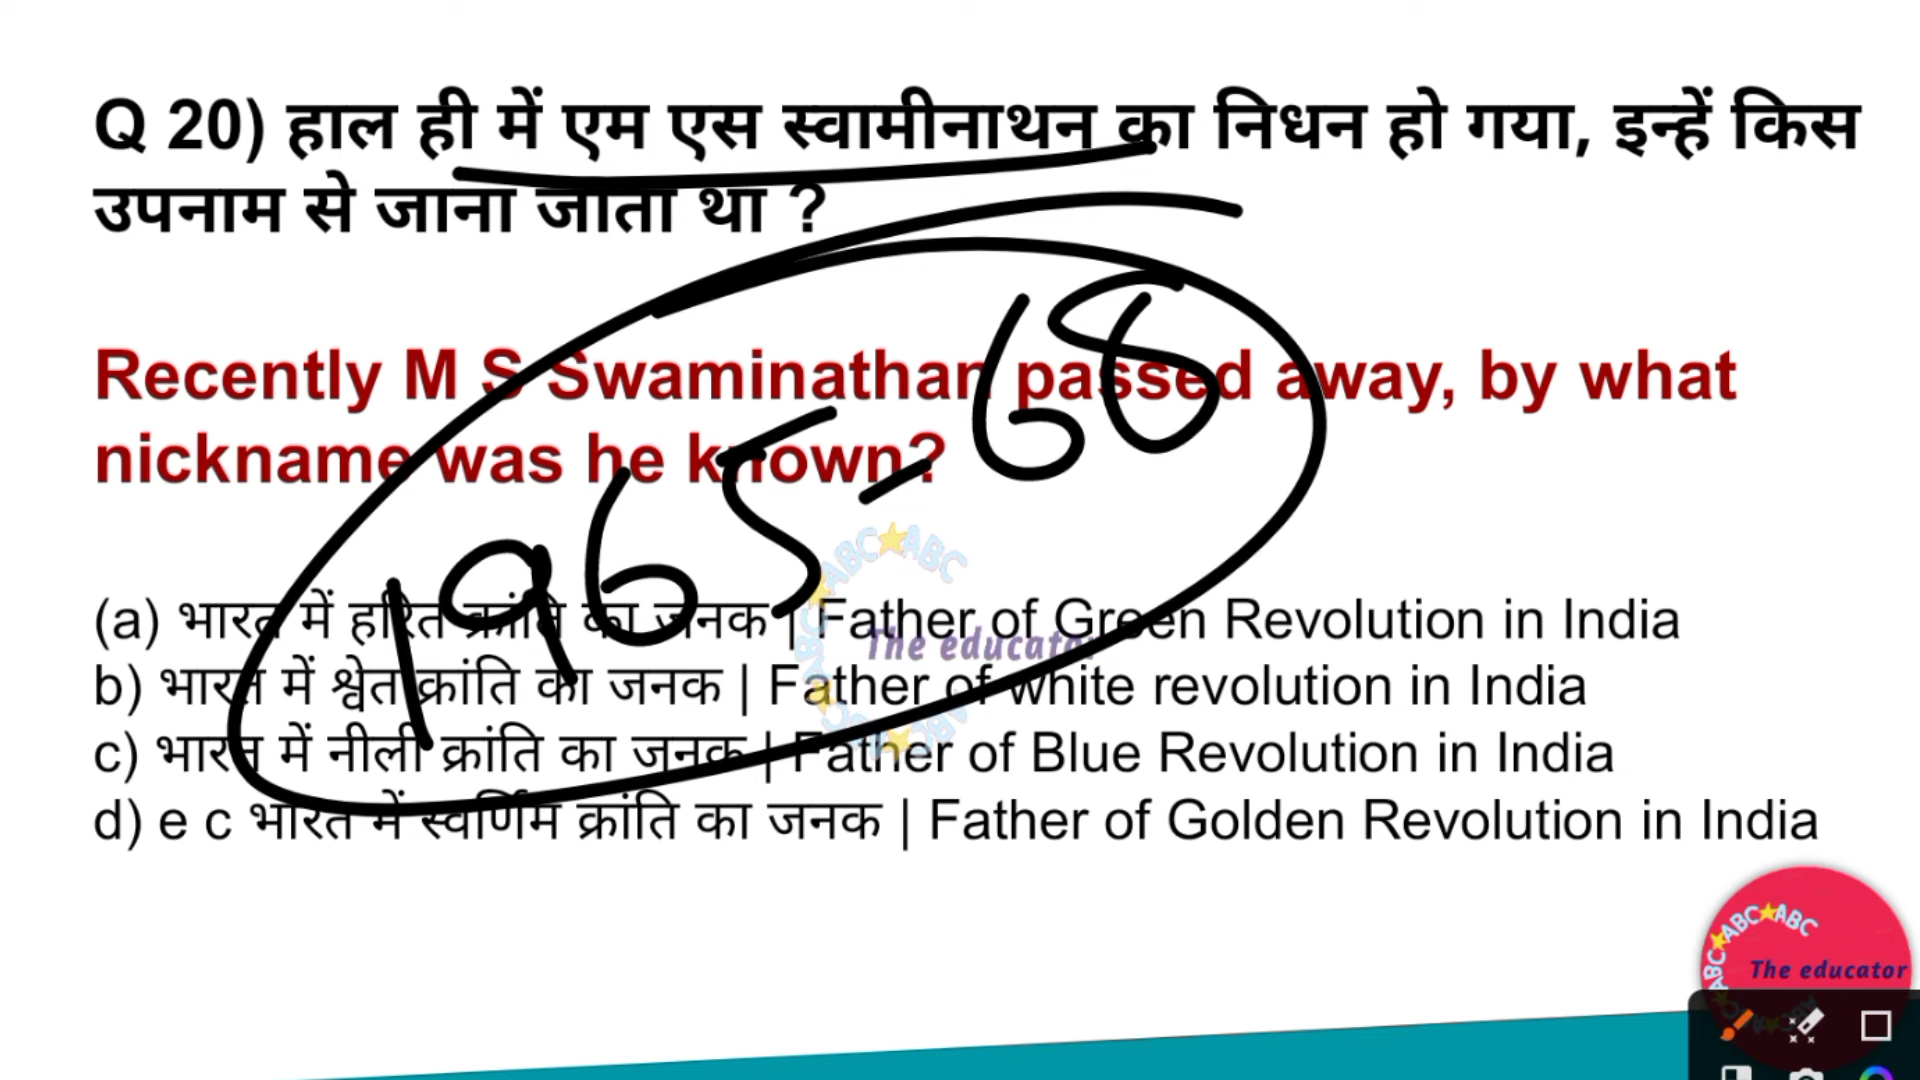 Q 20) हाल ही में एम एस स्वामीनाथन का निधन हो गया, इन्हें किस
उपनाम से जाना जाता था ?
Recently M S Swaminathan passed away, by what
nickname was he known?
1965-68
(a) भारत में हरित क्रांति का जनक | Father of Green Revolution in India
b) भारत में श्वेत क्रांति का जनक | Father of white revolution in India
c) भारत में नीली क्रांति का जनक | Father of Blue Revolution in India
d) e c भारत में स्वर्णिम क्रांति का जनक | Father of Golden Revolution in India
ABC★ABC
The educator
ABC★ABC
ABC★ABC
The educator